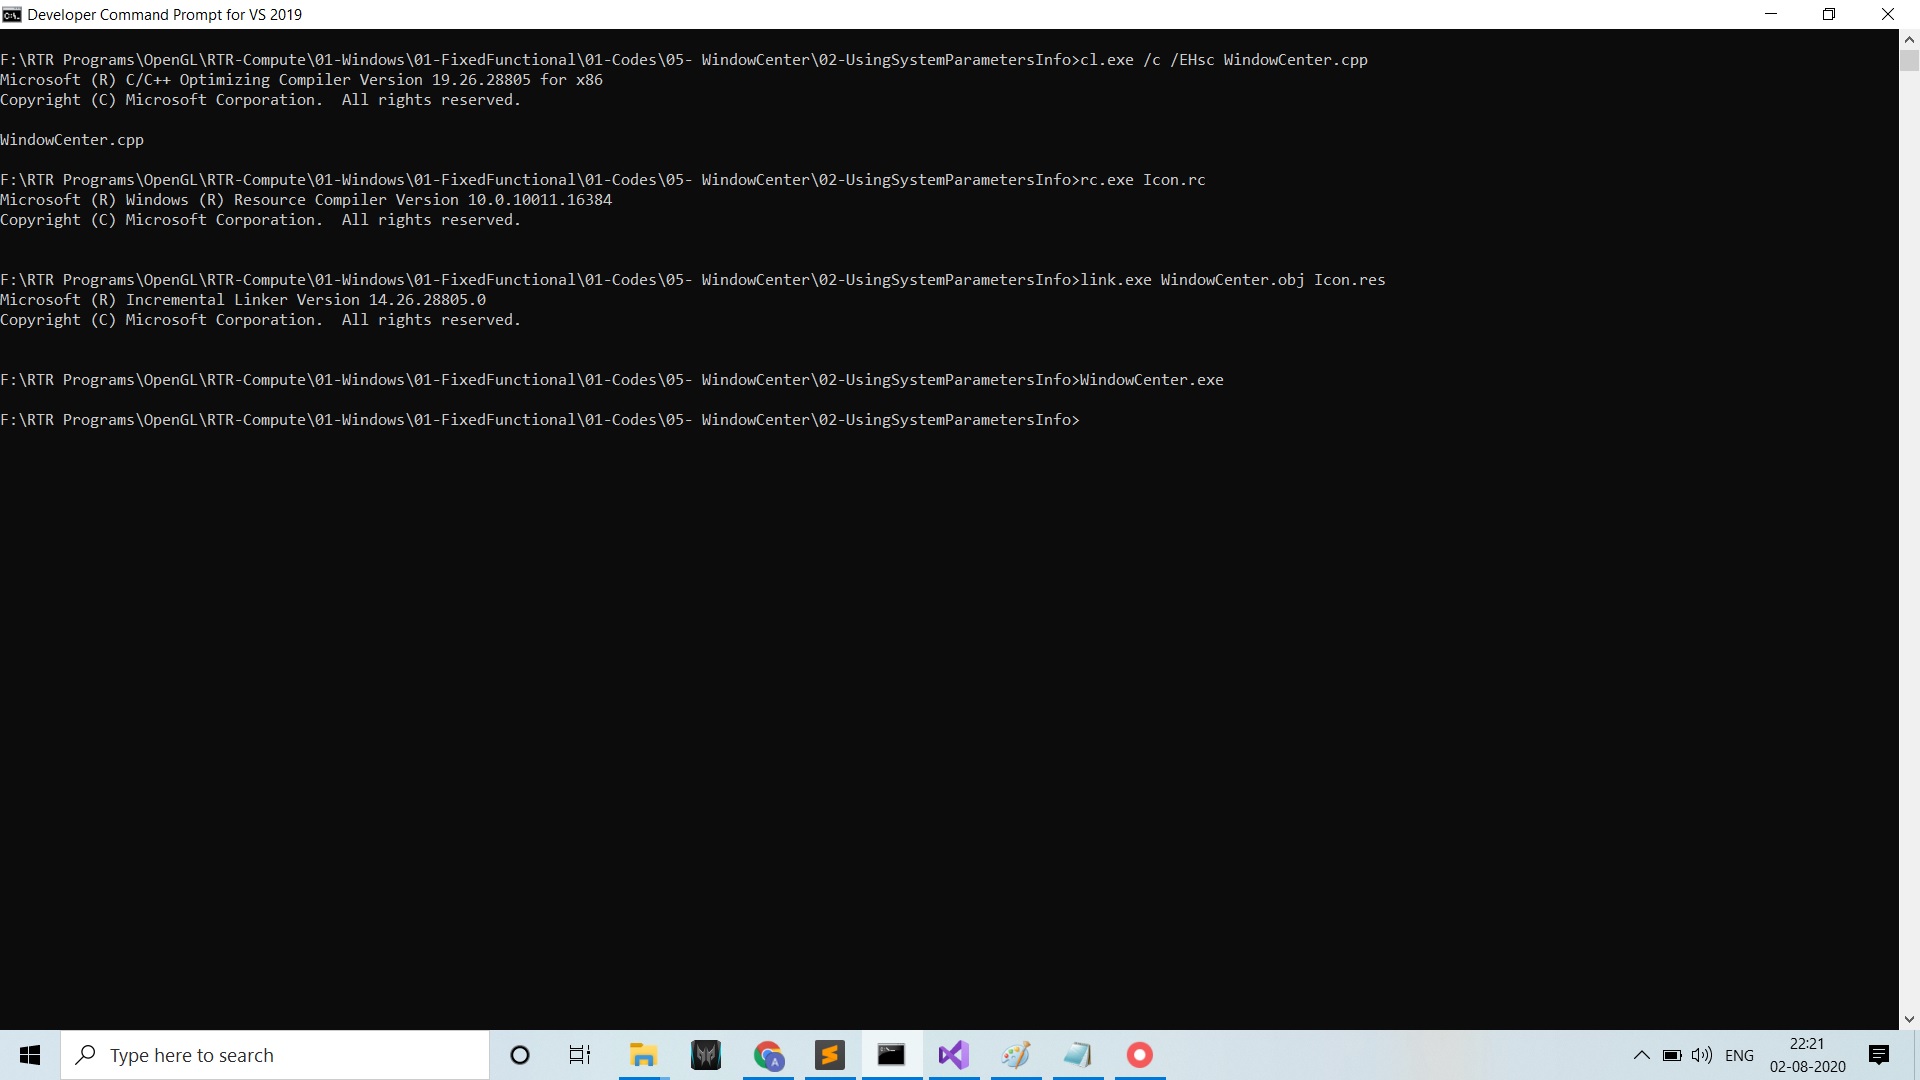 Developer Command Prompt for VS 2019
F:\RTR Programs\OpenGL\RTR-Compute\01-Windows\01-FixedFunctional\01-Codes\05- WindowCenter\02-UsingSystemParametersInfo>cl.exe /c /EHsc WindowCenter.cpp
Microsoft (R) C/C++ Optimizing Compiler Version 19.26.28805 for x86
Copyright (C) Microsoft Corporation.  All rights reserved.
WindowCenter.cpp
F:\RTR Programs\OpenGL\RTR-Compute\01-Windows\01-FixedFunctional\01-Codes\05- WindowCenter\02-UsingSystemParametersInfo>rc.exe Icon.rc
Microsoft (R) Windows (R) Resource Compiler Version 10.0.10011.16384
Copyright (C) Microsoft Corporation.  All rights reserved.
F:\RTR Programs\OpenGL\RTR-Compute\01-Windows\01-FixedFunctional\01-Codes\05- WindowCenter\02-UsingSystemParametersInfo>link.exe WindowCenter.obj Icon.res
Microsoft (R) Incremental Linker Version 14.26.28805.0
Copyright (C) Microsoft Corporation.  All rights reserved.
F:\RTR Programs\OpenGL\RTR-Compute\01-Windows\01-FixedFunctional\01-Codes\05- WindowCenter\02-UsingSystemParametersInfo>WindowCenter.exe
F:\RTR Programs\OpenGL\RTR-Compute\01-Windows\01-FixedFunctional\01-Codes\05- WindowCenter\02-UsingSystemParametersInfo>
Type here to search
A
ENG
22:21
02-08-2020